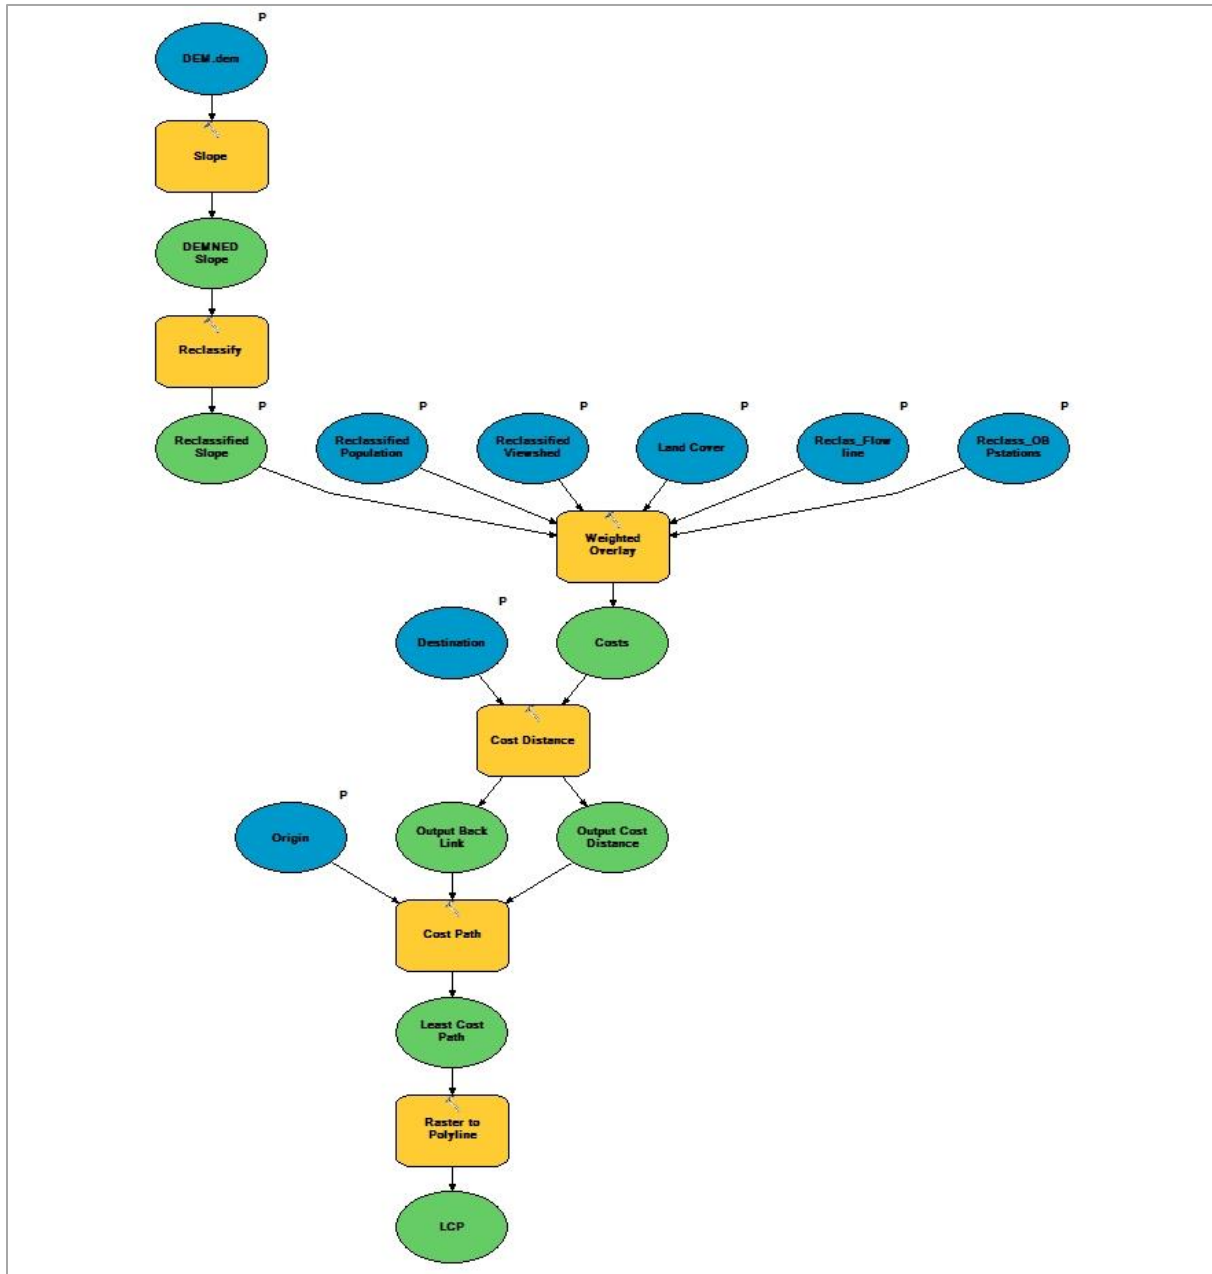 P
DEM.dem
Slope
DEMNED
Slope
Reclassify
P
Reclassified
Slope
P
Reclassified
Population
P
Reclassified
Viewshed
P
Land Cover
P
Reclas_Flow
line
P
Reclass_OB
Pstations
Weighted
Overlay
P
Destination
Costs
Cost Distance
P
Origin
Output Back
Link
Output Cost
Distance
Cost Path
Least Cost
Path
Raster to
Polyline
LCP